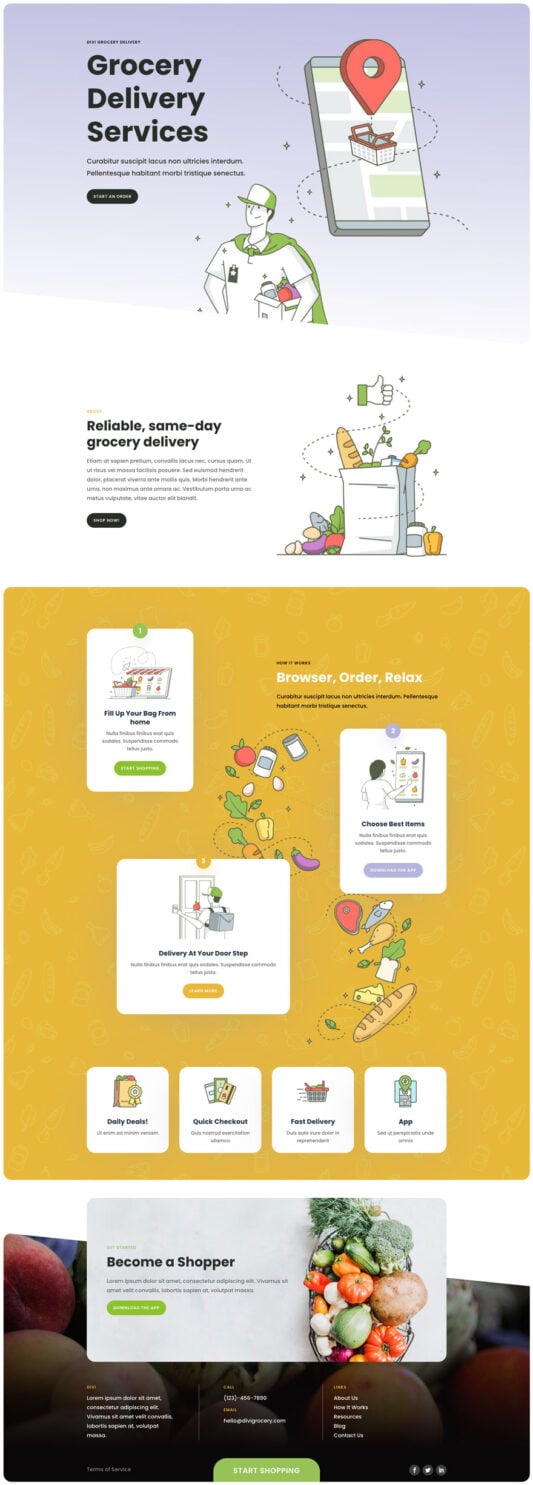 DIVI GROCERY DELIVERY
Grocery
Delivery
Services
Curabitur suscipit lacus non ultricies interdum.
Pellentesque habitant morbi tristique senectus.
START AN ORDER
ABOUT
Reliable, same-day
grocery delivery
Etiam at sapien pretium, convallis lacus nec, cursus quam. Ut
ut risus vel massa facilisis posuere. Sed euismod hendrerit
dolor, placerat viverra ante mollis quis. Morbi hendrerit ante
urna, non maximus ante ornare ac. Vestibulum porta urna ac
metus vulputate, vitae auctor elit blandit.
SHOP NOW!
1
Fill Up Your Bag From
home
Nulla finibus finibus erat quis
sodales. Suspendisse commodo
tellus justo.
START SHOPPING
HOW IT WORKS
Browser, Order, Relax
Curabitur suscipit lacus non ultricies interdum. Pellentesque
habitant morbi tristique senectus.
2
Choose Best Items
Nulla finibus finibus erat quis
sodales. Suspendisse commodo
tellus justo.
DOWNLOAD THE APP
3
Delivery At Your Door Step
Nulla finibus finibus erat quis sodales. Suspendisse commodo
tellus justo.
LEARN MORE
Daily Deals!
Ut enim ad minim veniam
Quick Checkout
Quis nostrud exercitation
ullamco
Fast Delivery
Duis aute irure dolor in
reprehenderit
App
Sed ut perspiciatis unde
omnis
GET STARTED
Become a Shopper
Lorem ipsum dolor sit amet, consectetur adipiscing elit. Vivamus sit
amet velit convallis, lobortis sapien at, volutpat massa.
DOWNLOAD THE APP
DIVI
Lorem ipsum dolor sit amet,
consectetur adipiscing elit.
Vivamus sit amet velit convallis,
lobortis sapien at, volutpat
massa.
CALL
(123)-456-7890
EMAIL
hello@divigrocery.com
LINKS
About Us
How It Works
Resources
Blog
Contact Us
Terms of Service
START SHOPPING